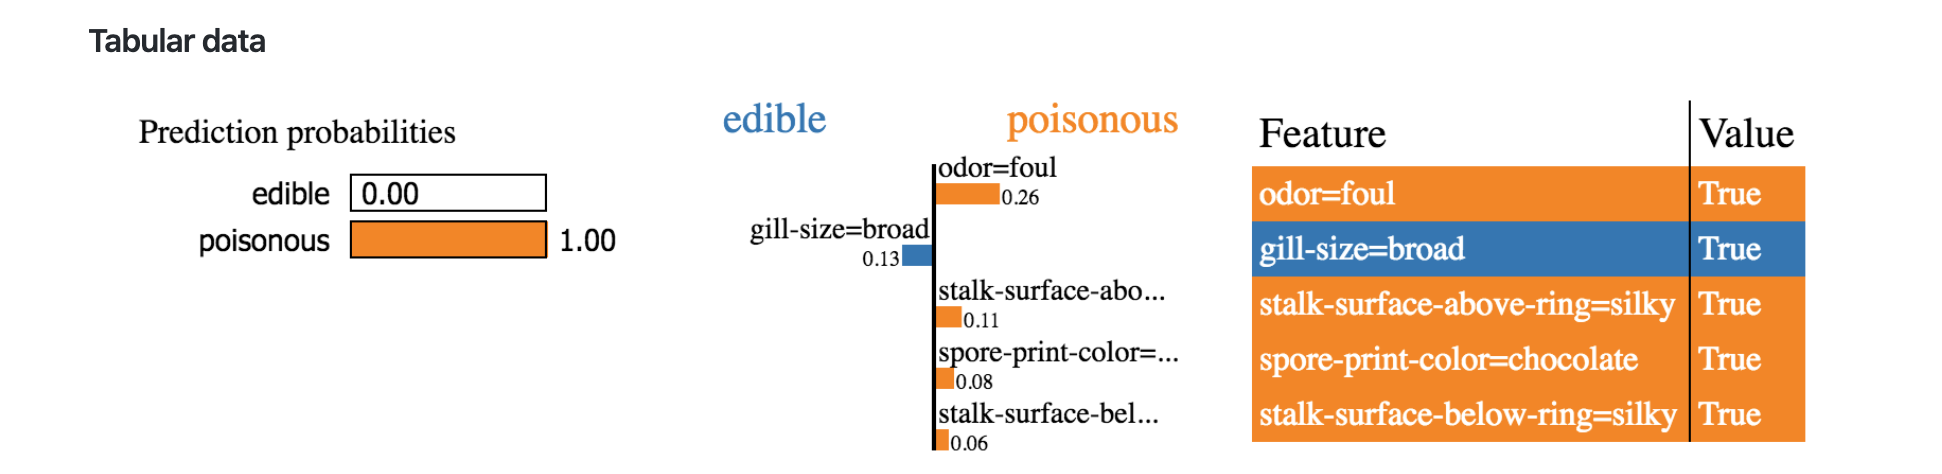 Tabular data
Prediction probabilities
edible 0.00
poisonous 1.00
edible poisonous
odor=foul
0.26
gill-size=broad
0.13
stalk-surface-abo...
0.11
spore-print-color=...
0.08
stalk-surface-bel...
0.06
Feature Value
odor=foul True
gill-size=broad True
stalk-surface-above-ring=silky True
spore-print-color=chocolate True
stalk-surface-below-ring=silky True